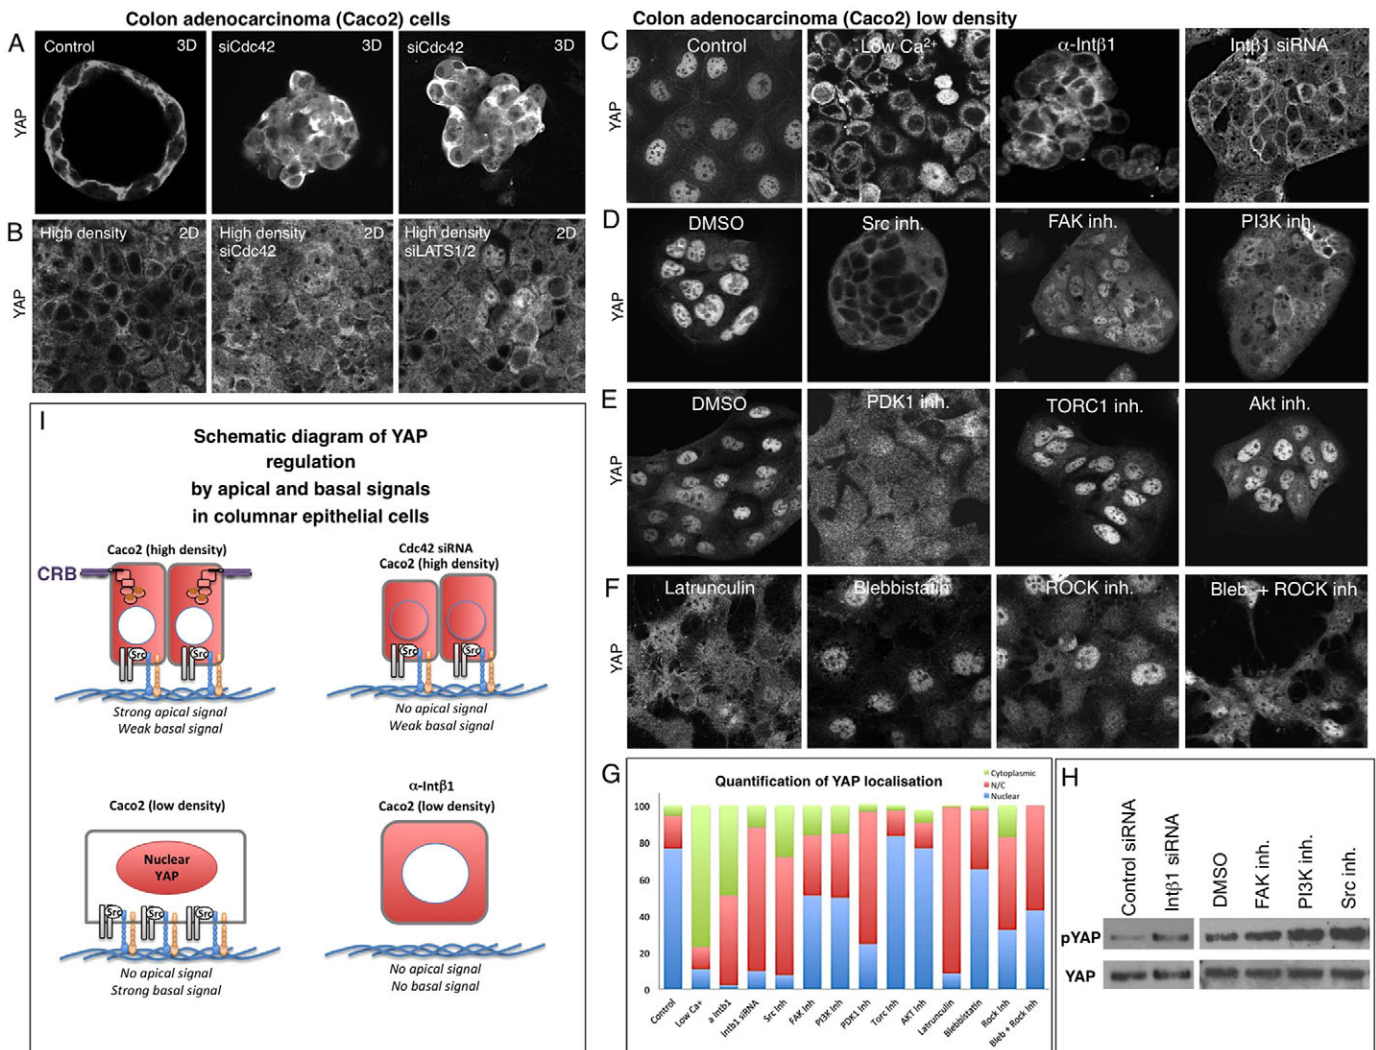 Colon adenocarcinoma (Caco2) cells
A
YAP
Control 3D
siCdc42 3D
siCdc42 3D
B
YAP
High density 2D
High density 2D
siCdc42
High density 2D
siLATS1/2
Colon adenocarcinoma (Caco2) low density
C
YAP
Control
Low Ca2+
α-Intβ1
Intβ1 siRNA
D
YAP
DMSO
Src inh.
FAK inh.
PI3K inh.
E
YAP
DMSO
PDK1 inh.
TORC1 inh.
Akt inh.
F
YAP
Latrunculin
Blebbistatin
ROCK inh.
Bleb. + ROCK inh
I
Schematic diagram of YAP
regulation
by apical and basal signals
in columnar epithelial cells
Caco2 (high density)
CRB
Src
Src
Strong apical signal
Weak basal signal
Cdc42 siRNA
Caco2 (high density)
Src
Src
No apical signal
Weak basal signal
Caco2 (low density)
Nuclear
YAP
Src
Src
Src
No apical signal
Strong basal signal
α-Intβ1
Caco2 (low density)
No apical signal
No basal signal
G
Quantification of YAP localisation
Cytoplasmic
N/C
Nuclear
100
80
60
40
20
0
Control
Low Ca+
a Intb1
Intb1 siRNA
Src Inh
FAK Inh
PI3K Inh
PDK1 Inh
Torc Inh
AKT Inh
Latrunculin
Blebbistatin
Rock Inh
Bleb + Rock Inh
H
Control siRNA
Intβ1 siRNA
DMSO
FAK inh.
PI3K inh.
Src inh.
pYAP
YAP